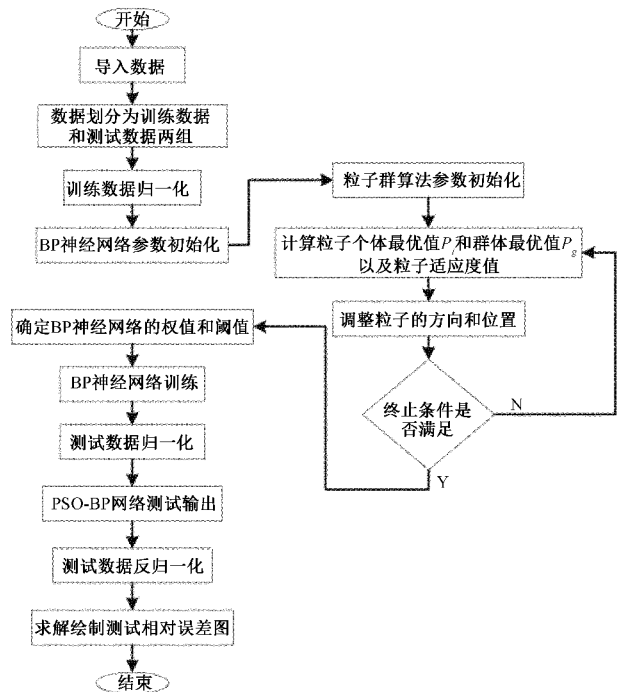 开始
导入数据
数据划分为训练数据
和测试数据两组
训练数据归一化
BP神经网络参数初始化
粒子群算法参数初始化
计算粒子个体最优值Pi和群体最优值Pg
以及粒子适应度值
调整粒子的方向和位置
终止条件是
否满足
N
Y
确定BP神经网络的权值和阈值
BP神经网络训练
测试数据归一化
PSO-BP网络测试输出
测试数据反归一化
求解绘制测试相对误差图
结束